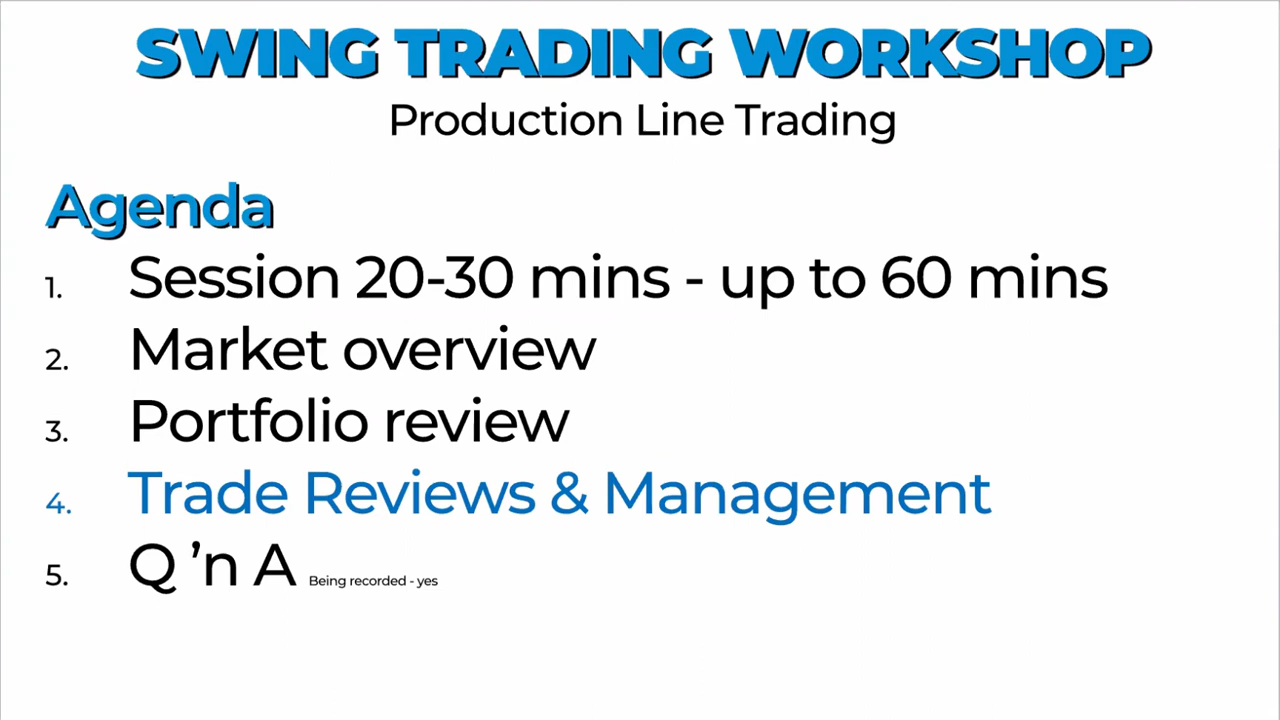 SWING TRADING WORKSHOP
Production Line Trading
Agenda
1. Session 20-30 mins - up to 60 mins
2. Market overview
3. Portfolio review
4. Trade Reviews & Management
5. Q ’n A Being recorded - yes